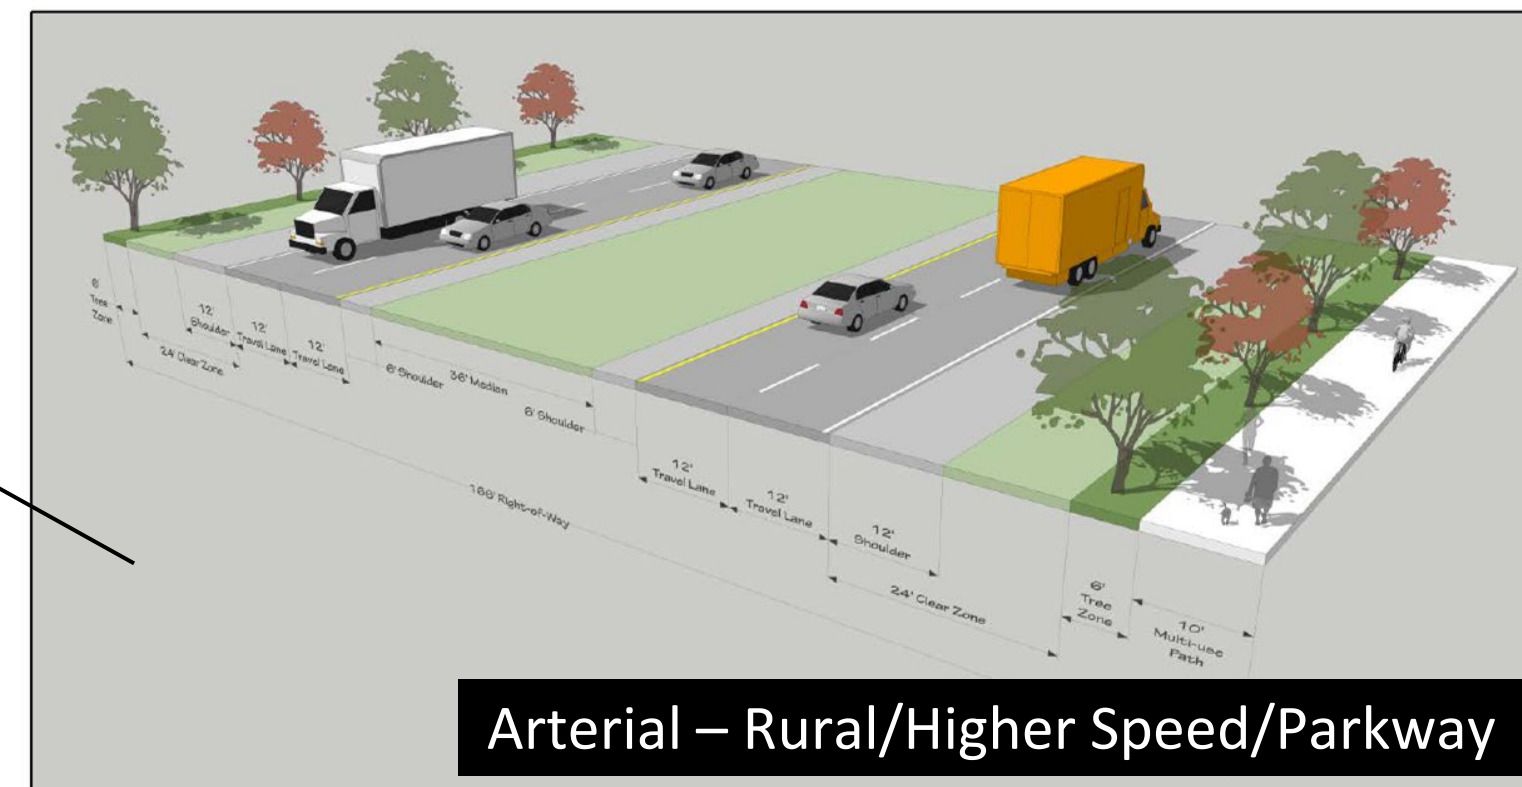 6'
Tree
Zone
24' Clear Zone
12'
Shoulder
12'
Travel Lane
12'
Travel Lane
6' Shoulder
36' Median
6' Shoulder
166' Right-of-Way
12'
Travel Lane
12'
Travel Lane
12'
Shoulder
24' Clear Zone
6'
Tree
Zone
10'
Multi-use
Path
Arterial – Rural/Higher Speed/Parkway